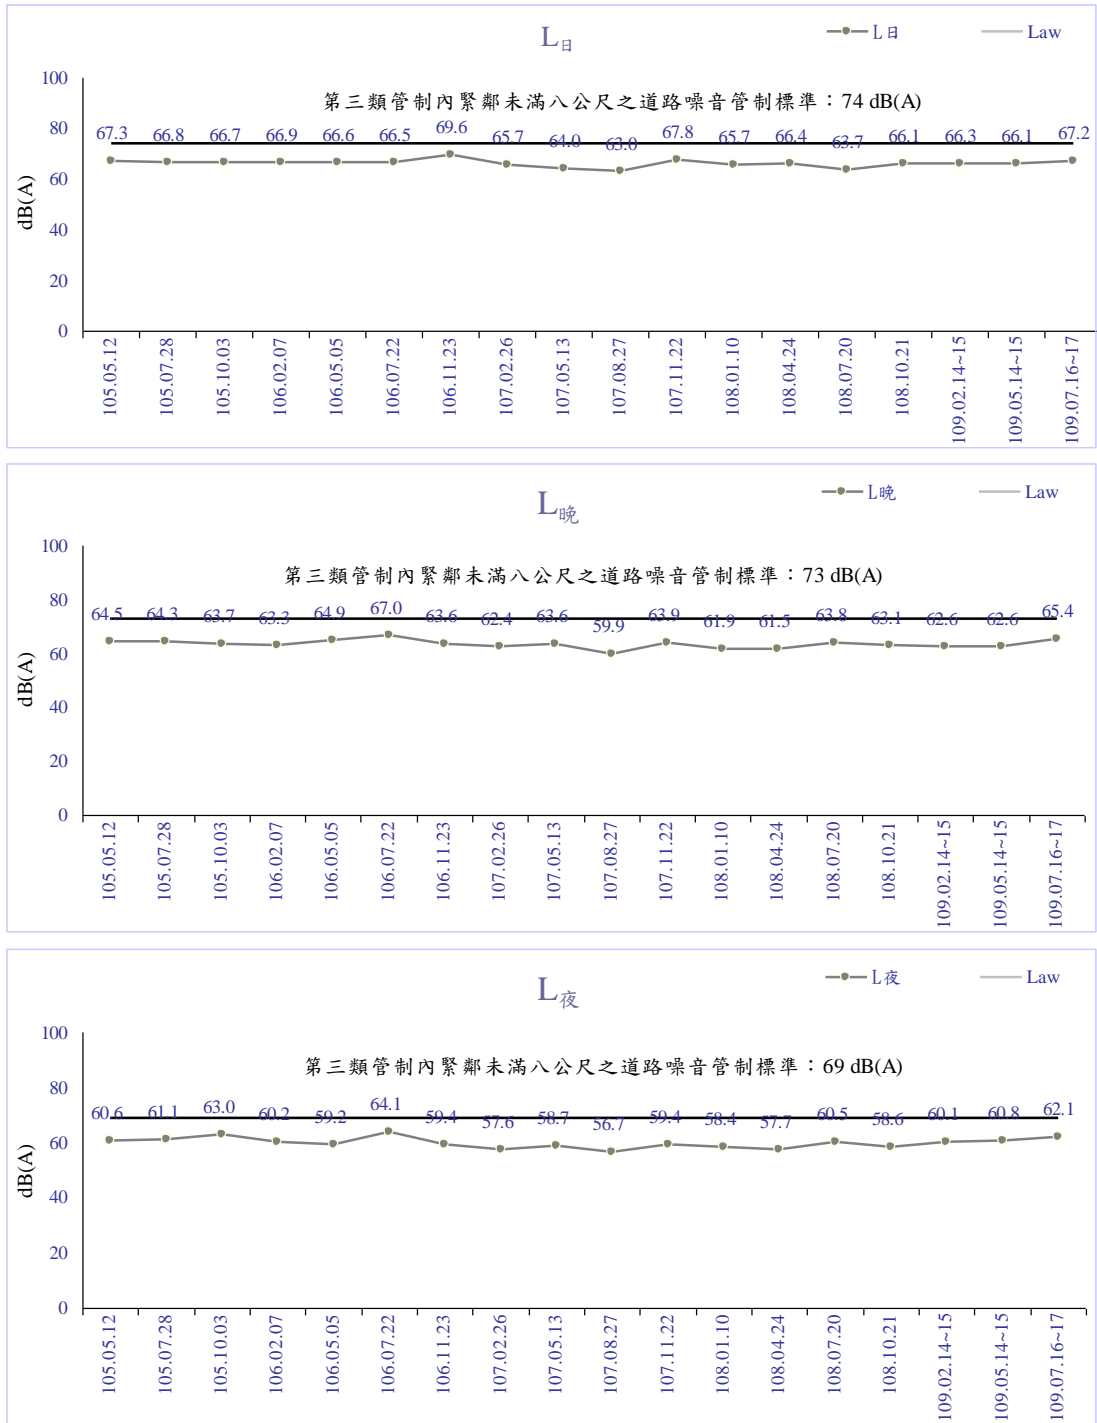 L日
L日 Law
第三類管制內緊鄰未滿八公尺之道路噪音管制標準：74 dB(A)
dB(A)
100
80
60
40
20
0
67.3 66.8 66.7 66.9 66.6 66.5 69.6 65.7 64.0 63.0 67.8 65.7 66.4 63.7 66.1 66.3 66.1 67.2
105.05.12 105.07.28 105.10.03 106.02.07 106.05.05 106.07.22 106.11.23 107.02.26 107.05.13 107.08.27 107.11.22 108.01.10 108.04.24 108.07.20 108.10.21 109.02.14~15 109.05.14~15 109.07.16~17
L晚
L晚 Law
第三類管制內緊鄰未滿八公尺之道路噪音管制標準：73 dB(A)
dB(A)
100
80
60
40
20
0
64.5 64.3 63.7 63.3 64.9 67.0 63.6 62.4 63.6 59.9 63.9 61.9 61.5 63.8 63.1 62.6 62.6 65.4
105.05.12 105.07.28 105.10.03 106.02.07 106.05.05 106.07.22 106.11.23 107.02.26 107.05.13 107.08.27 107.11.22 108.01.10 108.04.24 108.07.20 108.10.21 109.02.14~15 109.05.14~15 109.07.16~17
L夜
L夜 Law
第三類管制內緊鄰未滿八公尺之道路噪音管制標準：69 dB(A)
dB(A)
100
80
60
40
20
0
60.6 61.1 63.0 60.2 59.2 64.1 59.4 57.6 58.7 56.7 59.4 58.4 57.7 60.5 58.6 60.1 60.8 62.1
105.05.12 105.07.28 105.10.03 106.02.07 106.05.05 106.07.22 106.11.23 107.02.26 107.05.13 107.08.27 107.11.22 108.01.10 108.04.24 108.07.20 108.10.21 109.02.14~15 109.05.14~15 109.07.16~17